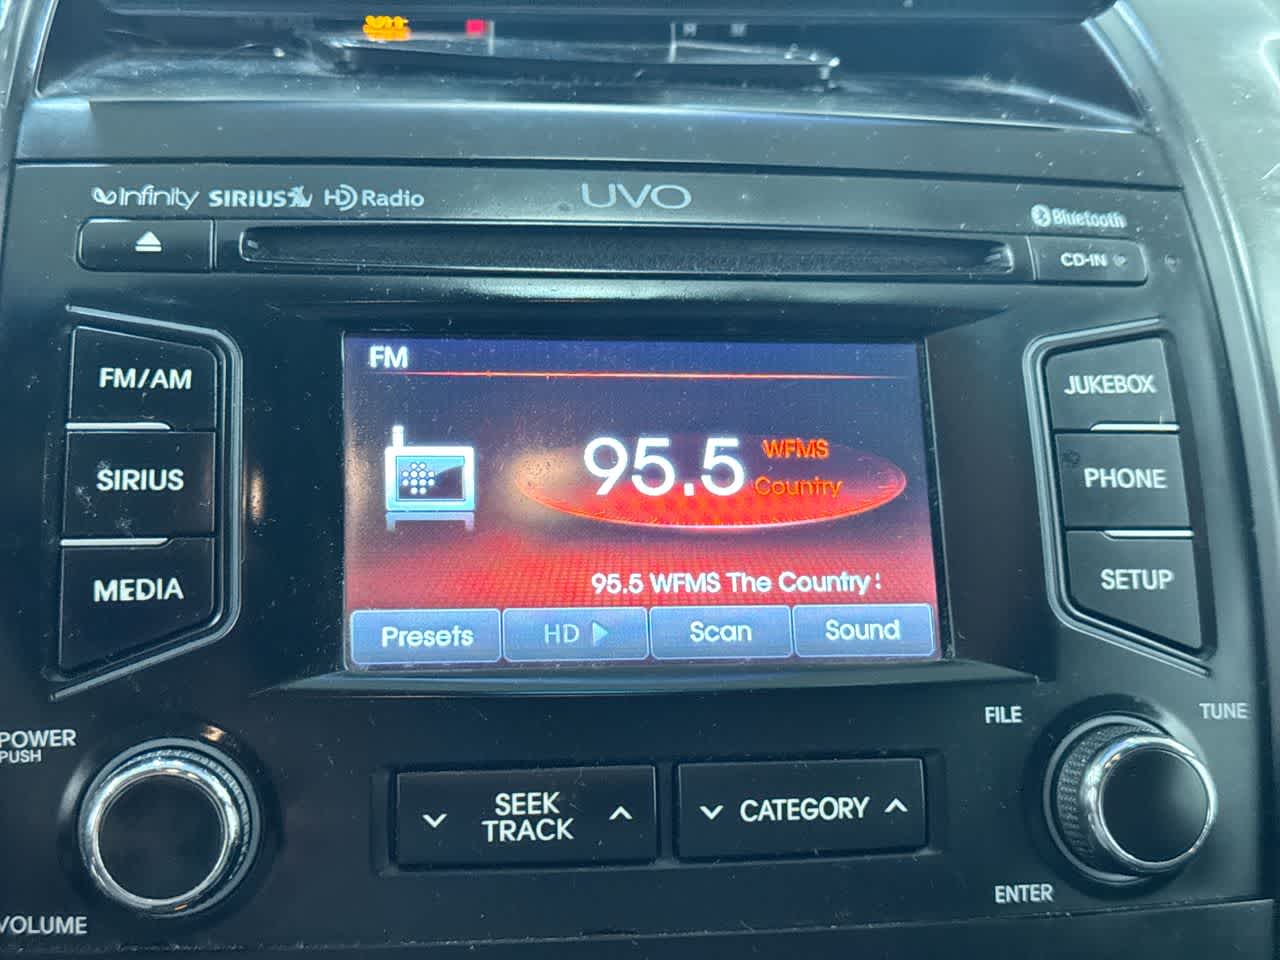 Infinity SIRIUS HD Radio
UVO
Bluetooth
CD-IN
FM/AM
SIRIUS
MEDIA
FM
95.5
WFMS
Country
95.5 WFMS The Country
Presets
HD
Scan
Sound
JUKEBOX
PHONE
SETUP
POWER
PUSH
VOLUME
SEEK
TRACK
CATEGORY
FILE
TUNE
ENTER